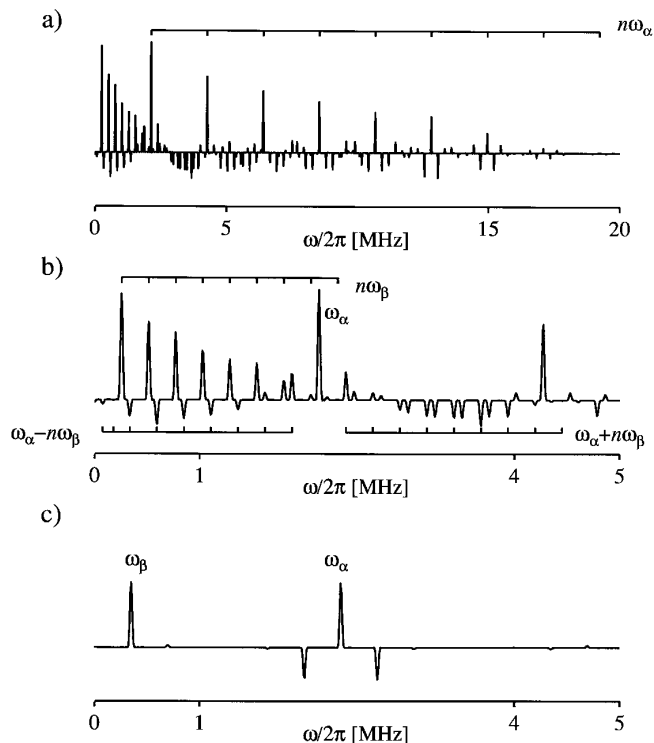 a)
nωα
0 5 15 20
ω/2π [MHz]
b)
nωβ
ωα
ωα−nωβ ωα+nωβ
0 1 4 5
ω/2π [MHz]
c)
ωβ ωα
0 1 4 5
ω/2π [MHz]